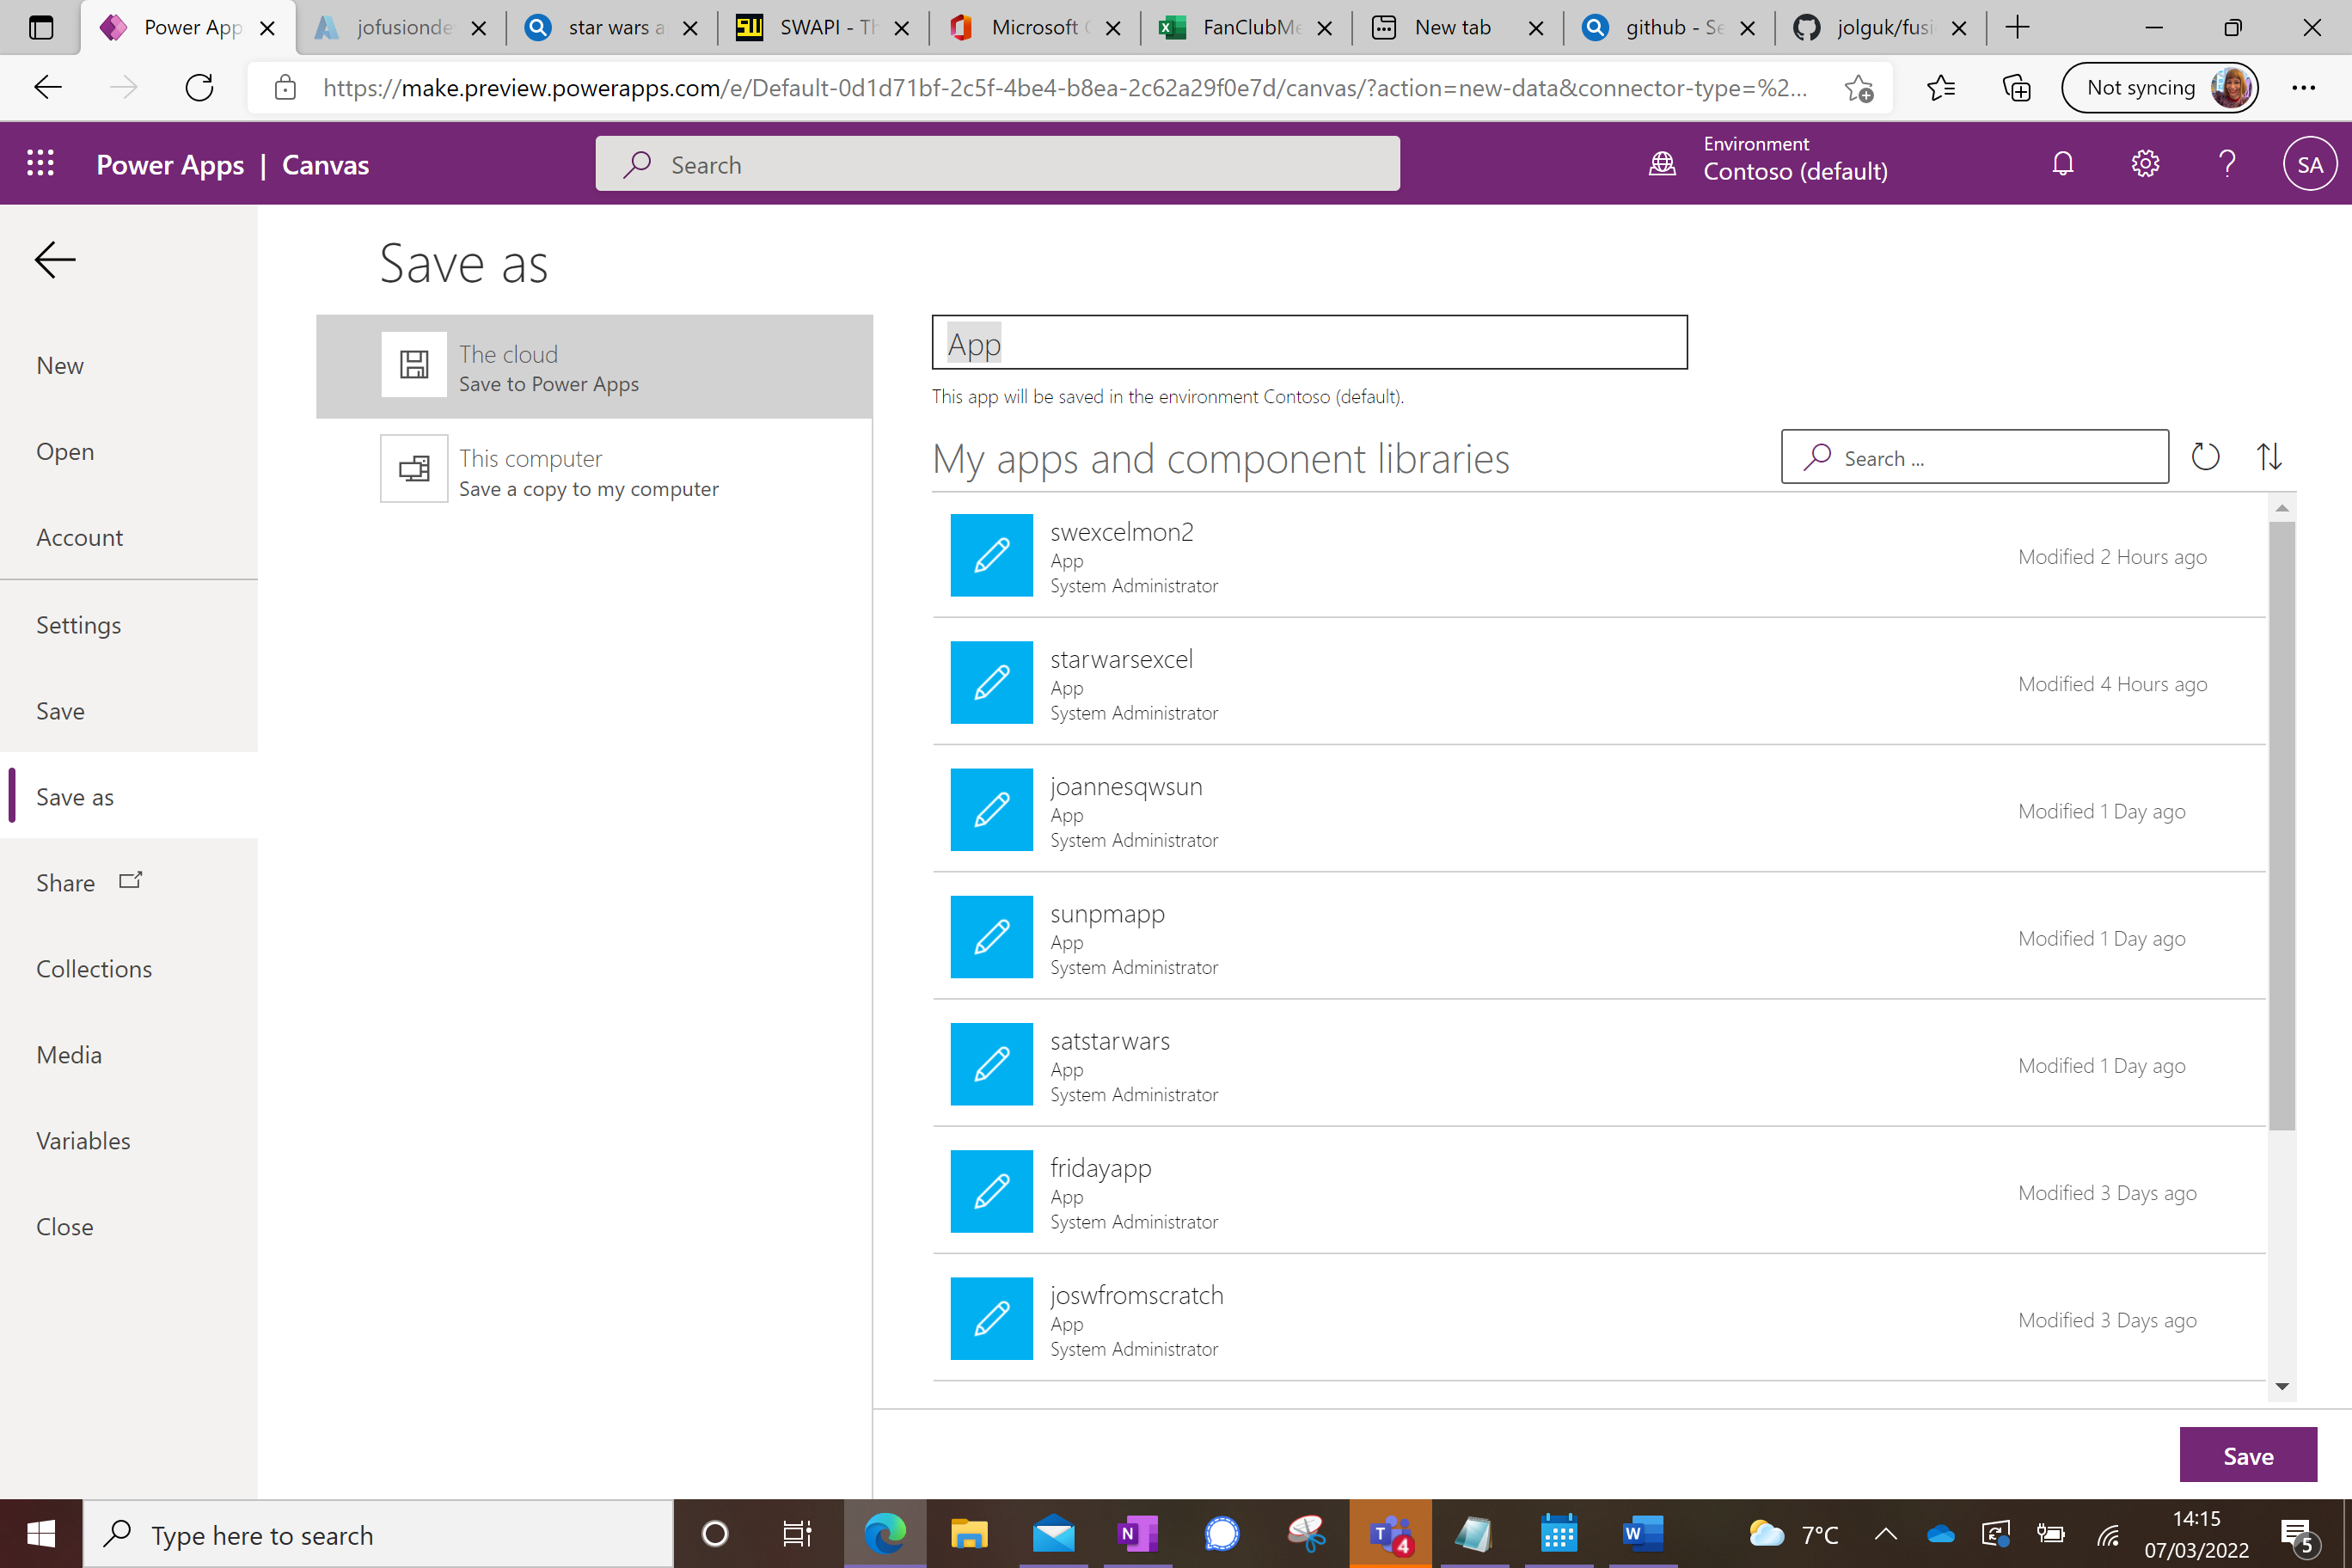 Power App
jofusionde
star wars a
SWAPI - Th
Microsoft
FanClubMe
New tab
github - Se
jolguk/fusi
https://make.preview.powerapps.com/e/Default-0d1d71bf-2c5f-4be4-b8ea-2c62a29f0e7d/canvas/?action=new-data&connector-type=%2...
Not syncing
Power Apps | Canvas
Search
Environment
Contoso (default)
SA
Save as
New
Open
Account
Settings
Save
Save as
Share
Collections
Media
Variables
Close
The cloud
Save to Power Apps
This computer
Save a copy to my computer
App
This app will be saved in the environment Contoso (default).
My apps and component libraries
Search ...
swexcelmon2
App
System Administrator
Modified 2 Hours ago
starwarsexcel
App
System Administrator
Modified 4 Hours ago
joannesqwsun
App
System Administrator
Modified 1 Day ago
sunpmapp
App
System Administrator
Modified 1 Day ago
satstarwars
App
System Administrator
Modified 1 Day ago
fridayapp
App
System Administrator
Modified 3 Days ago
joswfromscratch
App
System Administrator
Modified 3 Days ago
Save
Type here to search
4
7°C
14:15
07/03/2022
5